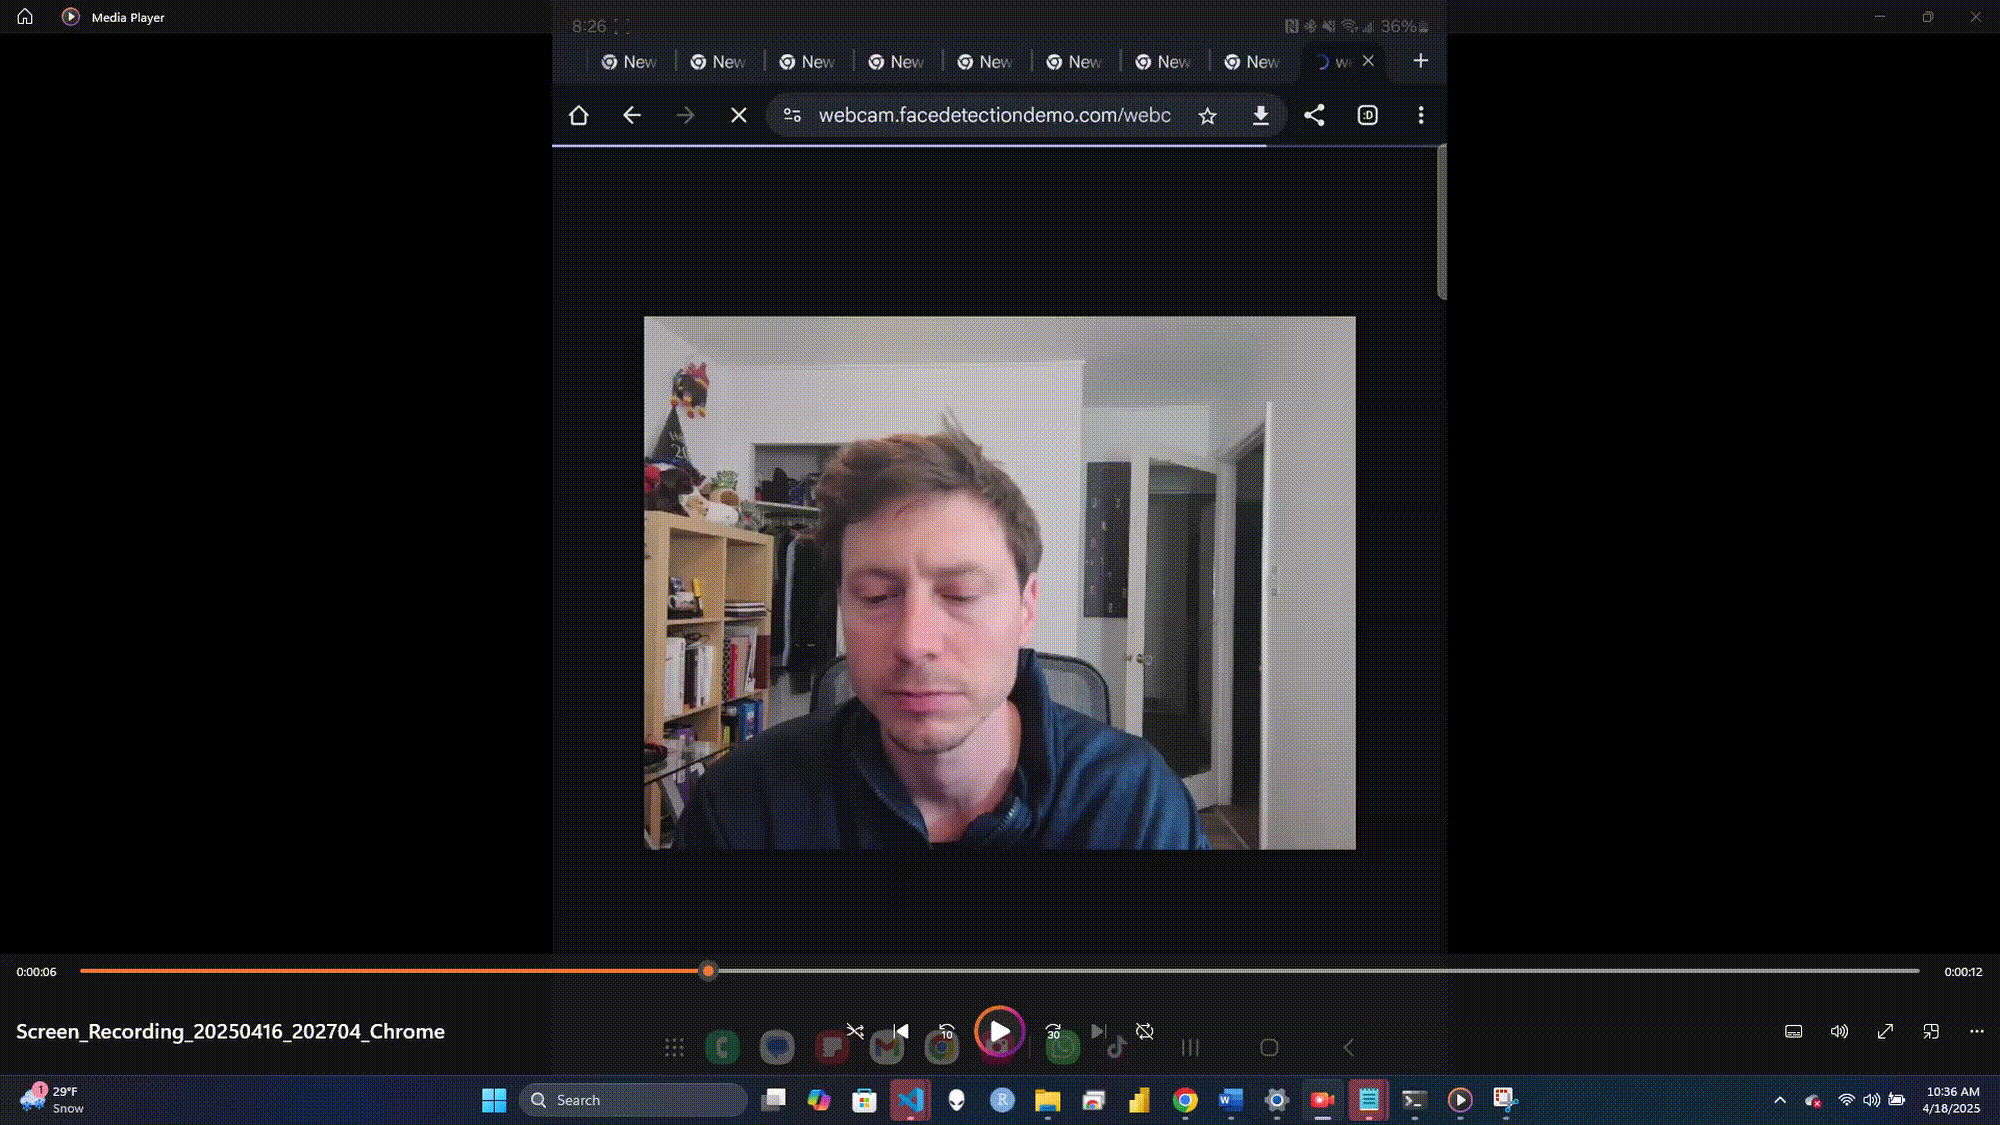 Media Player
8:26
36%
New
New
New
New
New
New
New
New
w
webcam.facedetectiondemo.com/webc
:D
20
0:00:06
0:00:12
Screen_Recording_20250416_202704_Chrome
10
30
1
29°F
Snow
Search
R
W
10:36 AM
4/18/2025